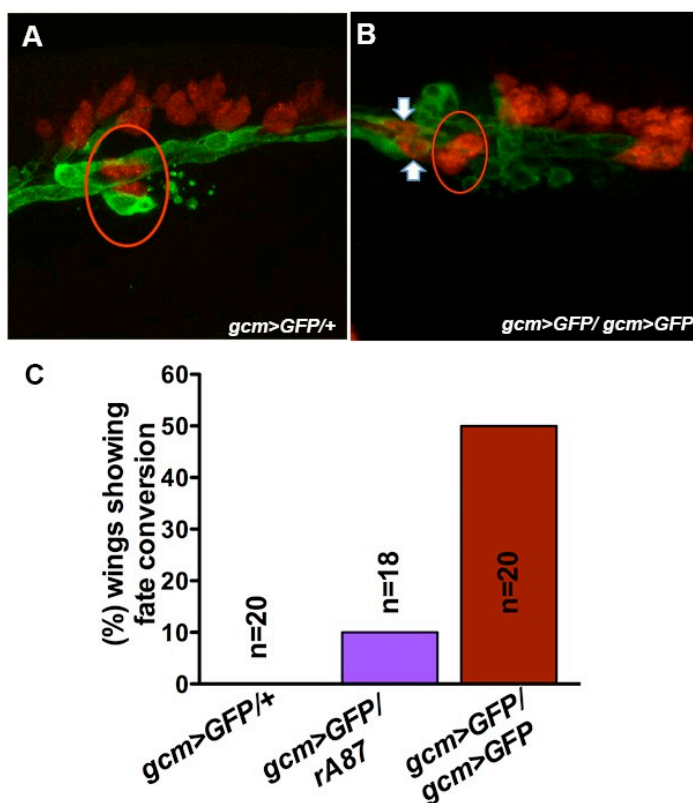 A
B
gcm>GFP/+
gcm>GFP/ gcm>GFP
C
(%) wings showing
fate conversion
60
50
40
30
20
10
0
n=20
n=18
n=20
gcm>GFP/+
gcm>GFP/
rA87
gcm>GFP/
gcm>GFP